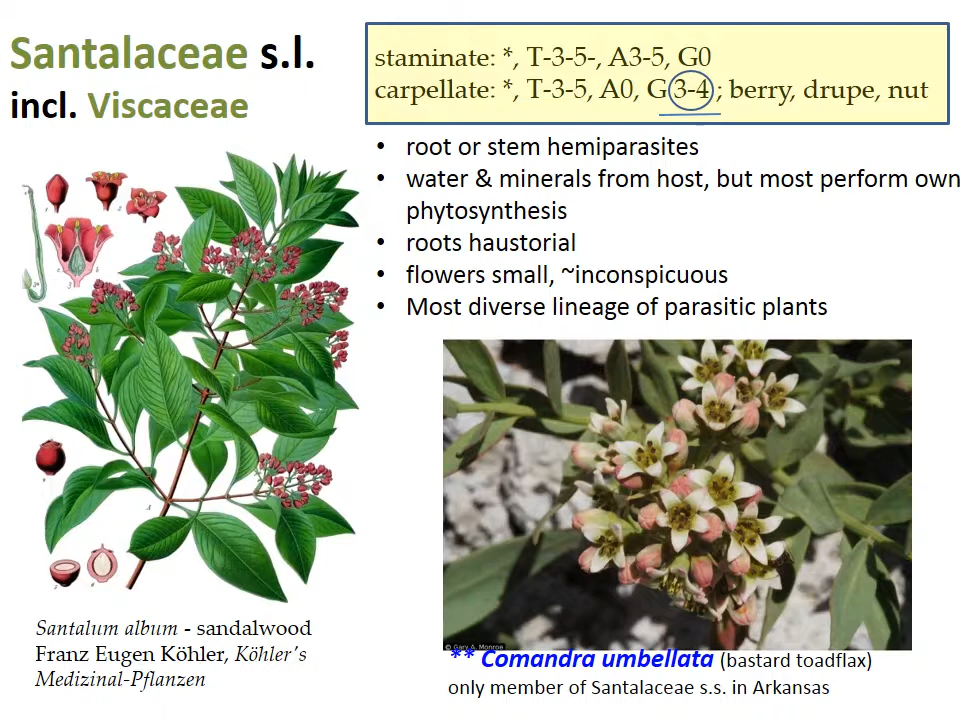 Santalaceae s.l.
incl. Viscaceae
staminate: *, T-3-5-, A3-5, G0
carpellate: *, T-3-5, A0, G 3-4 ; berry, drupe, nut
• root or stem hemiparasites
• water & minerals from host, but most perform own
phytosynthesis
• roots haustorial
• flowers small, ~inconspicuous
• Most diverse lineage of parasitic plants
Santalum album - sandalwood
Franz Eugen Köhler, Köhler's
Medizinal-Pflanzen
© Gary A. Monroe
** Comandra umbellata (bastard toadflax)
only member of Santalaceae s.s. in Arkansas